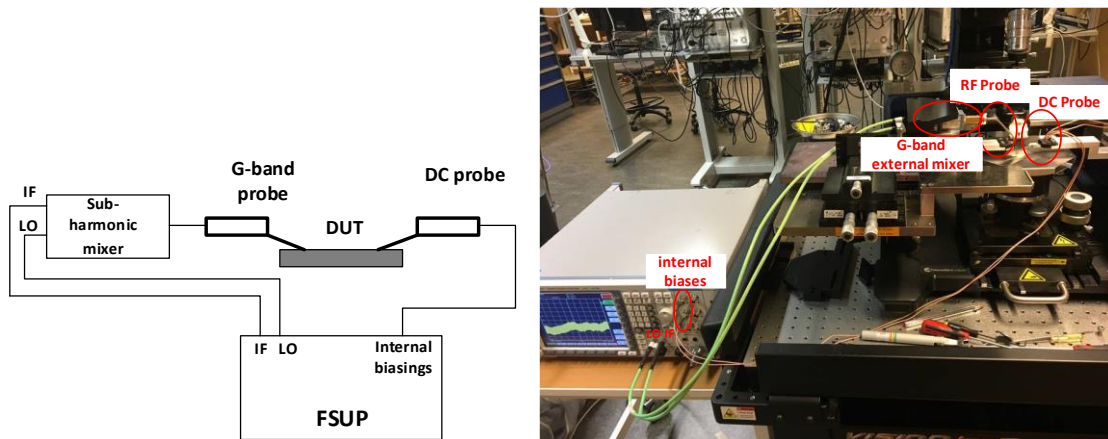 G-band
probe
DC probe
IF
LO
Sub-
harmonic
mixer
DUT
IF
LO
Internal
biasings
FSUP
RF Probe
DC Probe
G-band
external mixer
internal
biases
LO IF